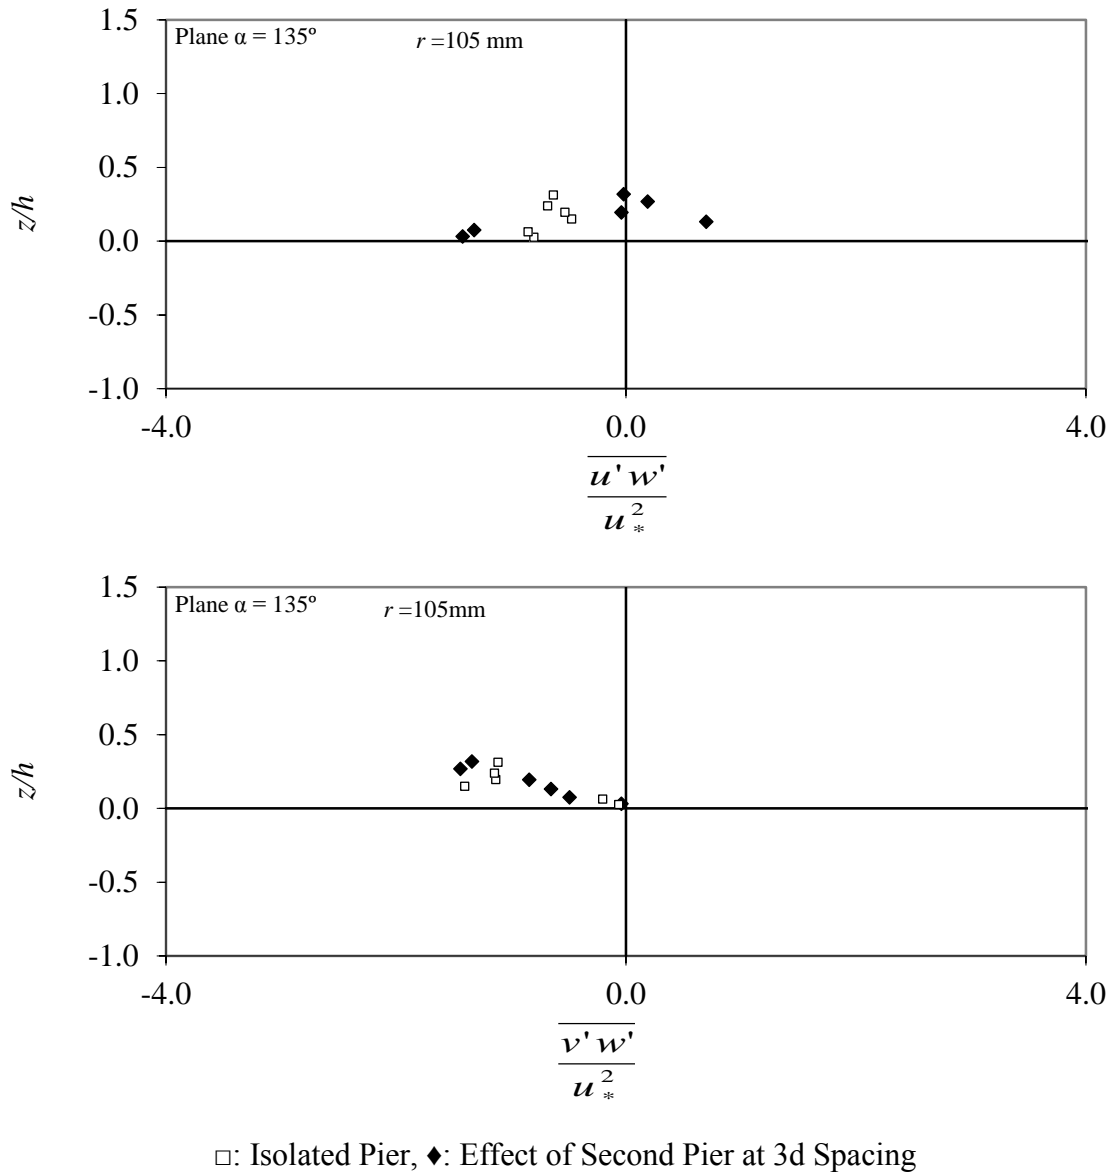 1.5
Plane α = 135º r =105 mm
1.0
0.5
z/h
0.0
-0.5
-1.0
-4.0 0.0 4.0
u' w'
u*2
1.5
Plane α = 135º r =105mm
1.0
0.5
z/h
0.0
-0.5
-1.0
-4.0 0.0 4.0
v' w'
u*2
□: Isolated Pier, ♦: Effect of Second Pier at 3d Spacing